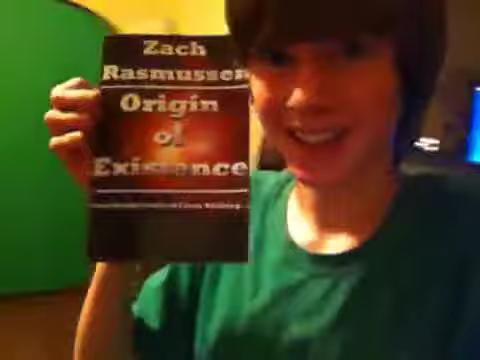 Zach
Rasmussen
Origin
of
Existence